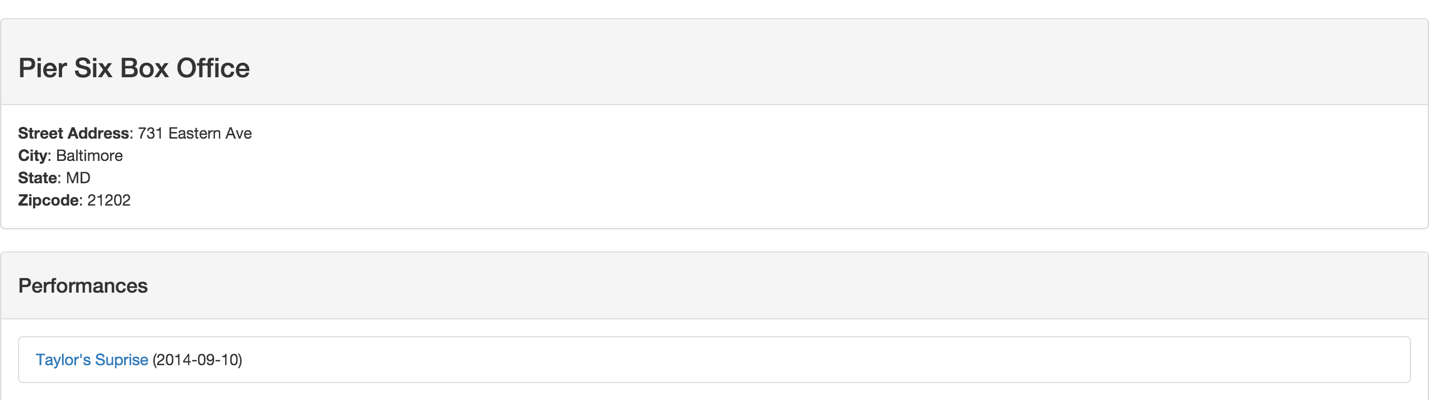 Pier Six Box Office
Street Address: 731 Eastern Ave
City: Baltimore
State: MD
Zipcode: 21202
Performances
Taylor's Suprise (2014-09-10)